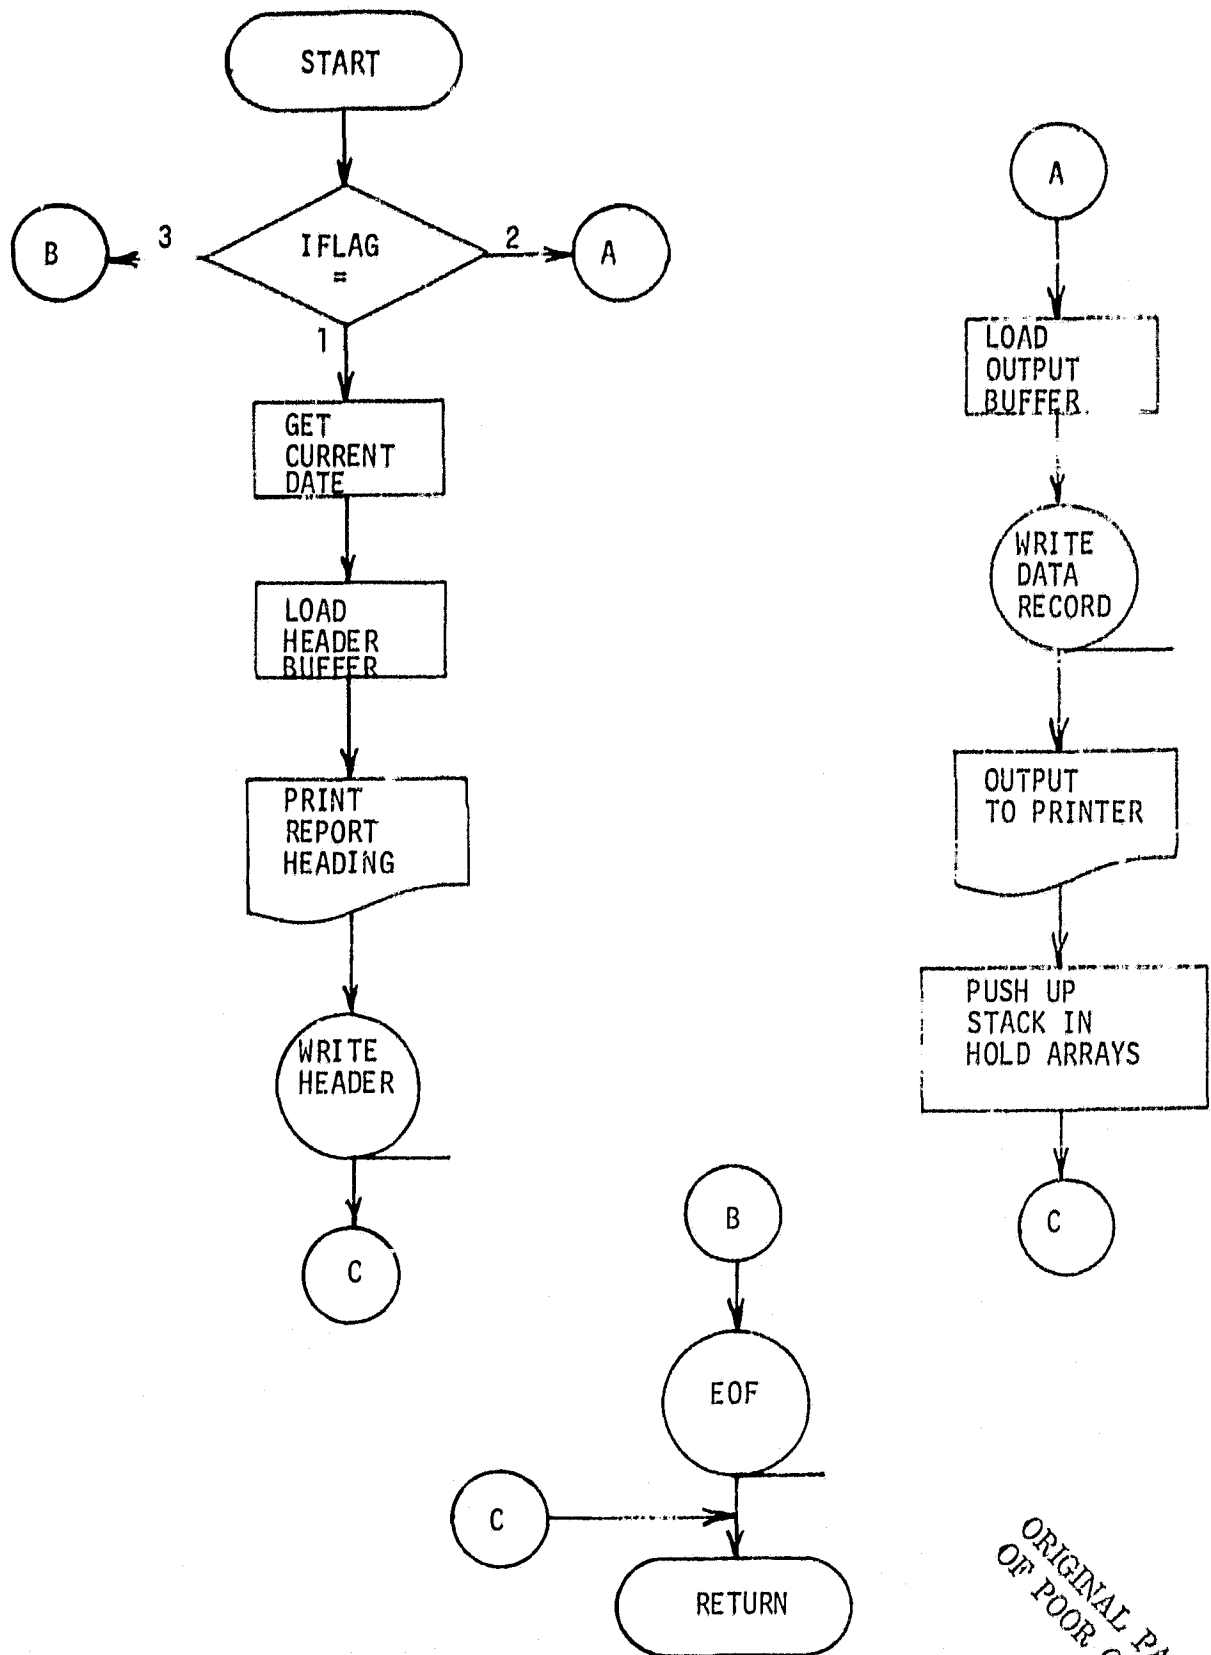 START
IFLAG
=
3
B
2
A
1
GET
CURRENT
DATE
LOAD
HEADER
BUFFER
PRINT
REPORT
HEADING
WRITE
HEADER
C
A
LOAD
OUTPUT
BUFFER
WRITE
DATA
RECORD
OUTPUT
TO PRINTER
PUSH UP
STACK IN
HOLD ARRAYS
C
B
EOF
C
RETURN
ORIGINAL
OF POOR